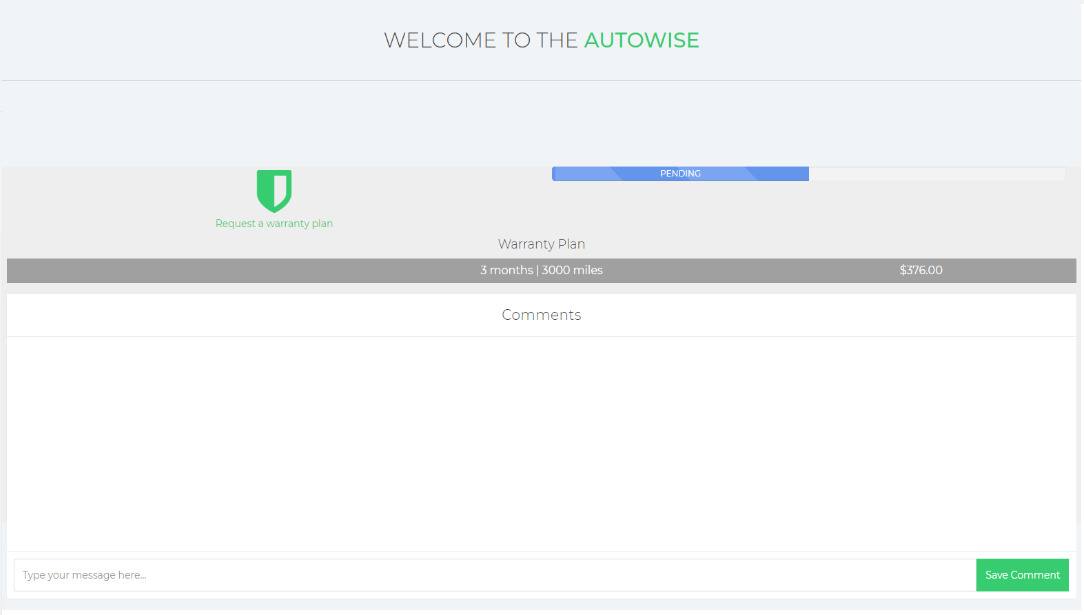 WELCOME TO THE AUTOWISE
PENDING
Request a warranty plan
Warranty Plan
3 months | 3000 miles $376.00
Comments
Type your message here...
Save Comment